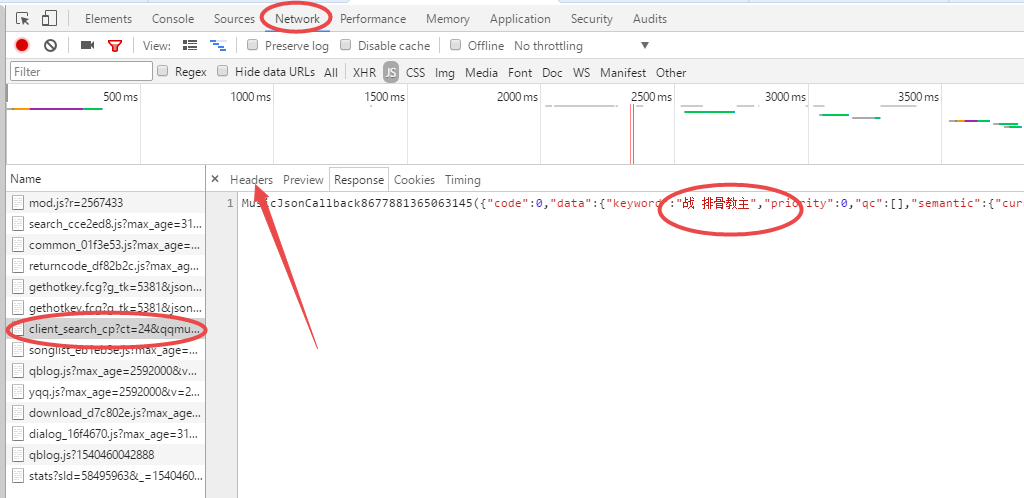 Elements Console Sources Network Performance Memory Application Security Audits
View: Preserve log Disable cache Offline No throttling
Filter Regex Hide data URLs All XHR JS CSS Img Media Font Doc WS Manifest Other
500 ms 1000 ms 1500 ms 2000 ms 2500 ms 3000 ms 3500 ms
Name × Headers Preview Response Cookies Timing
1 MusicJsonCallback8677881365063145({"code":0,"data":{"keyword":"战 排骨教主","priority":0,"qc":[],"semantic":{"curr
mod.js?r=2567433
search_cce2ed8.js?max_age=31...
common_01f3e53.js?max_age=...
returncode_df82b2c.js?max_ag...
gethotkey.fcg?g_tk=5381&json...
gethotkey.fcg?g_tk=5381&json...
client_search_cp?ct=24&qqmu...
songlist_eb1eb3e.js?max_age=...
qblog.js?max_age=2592000&v...
yqq.js?max_age=2592000&v=2...
download_d7c802e.js?max_age...
dialog_16f4670.js?max_age=31...
qblog.js?1540460042888
stats?sId=58495963&_=1540460...